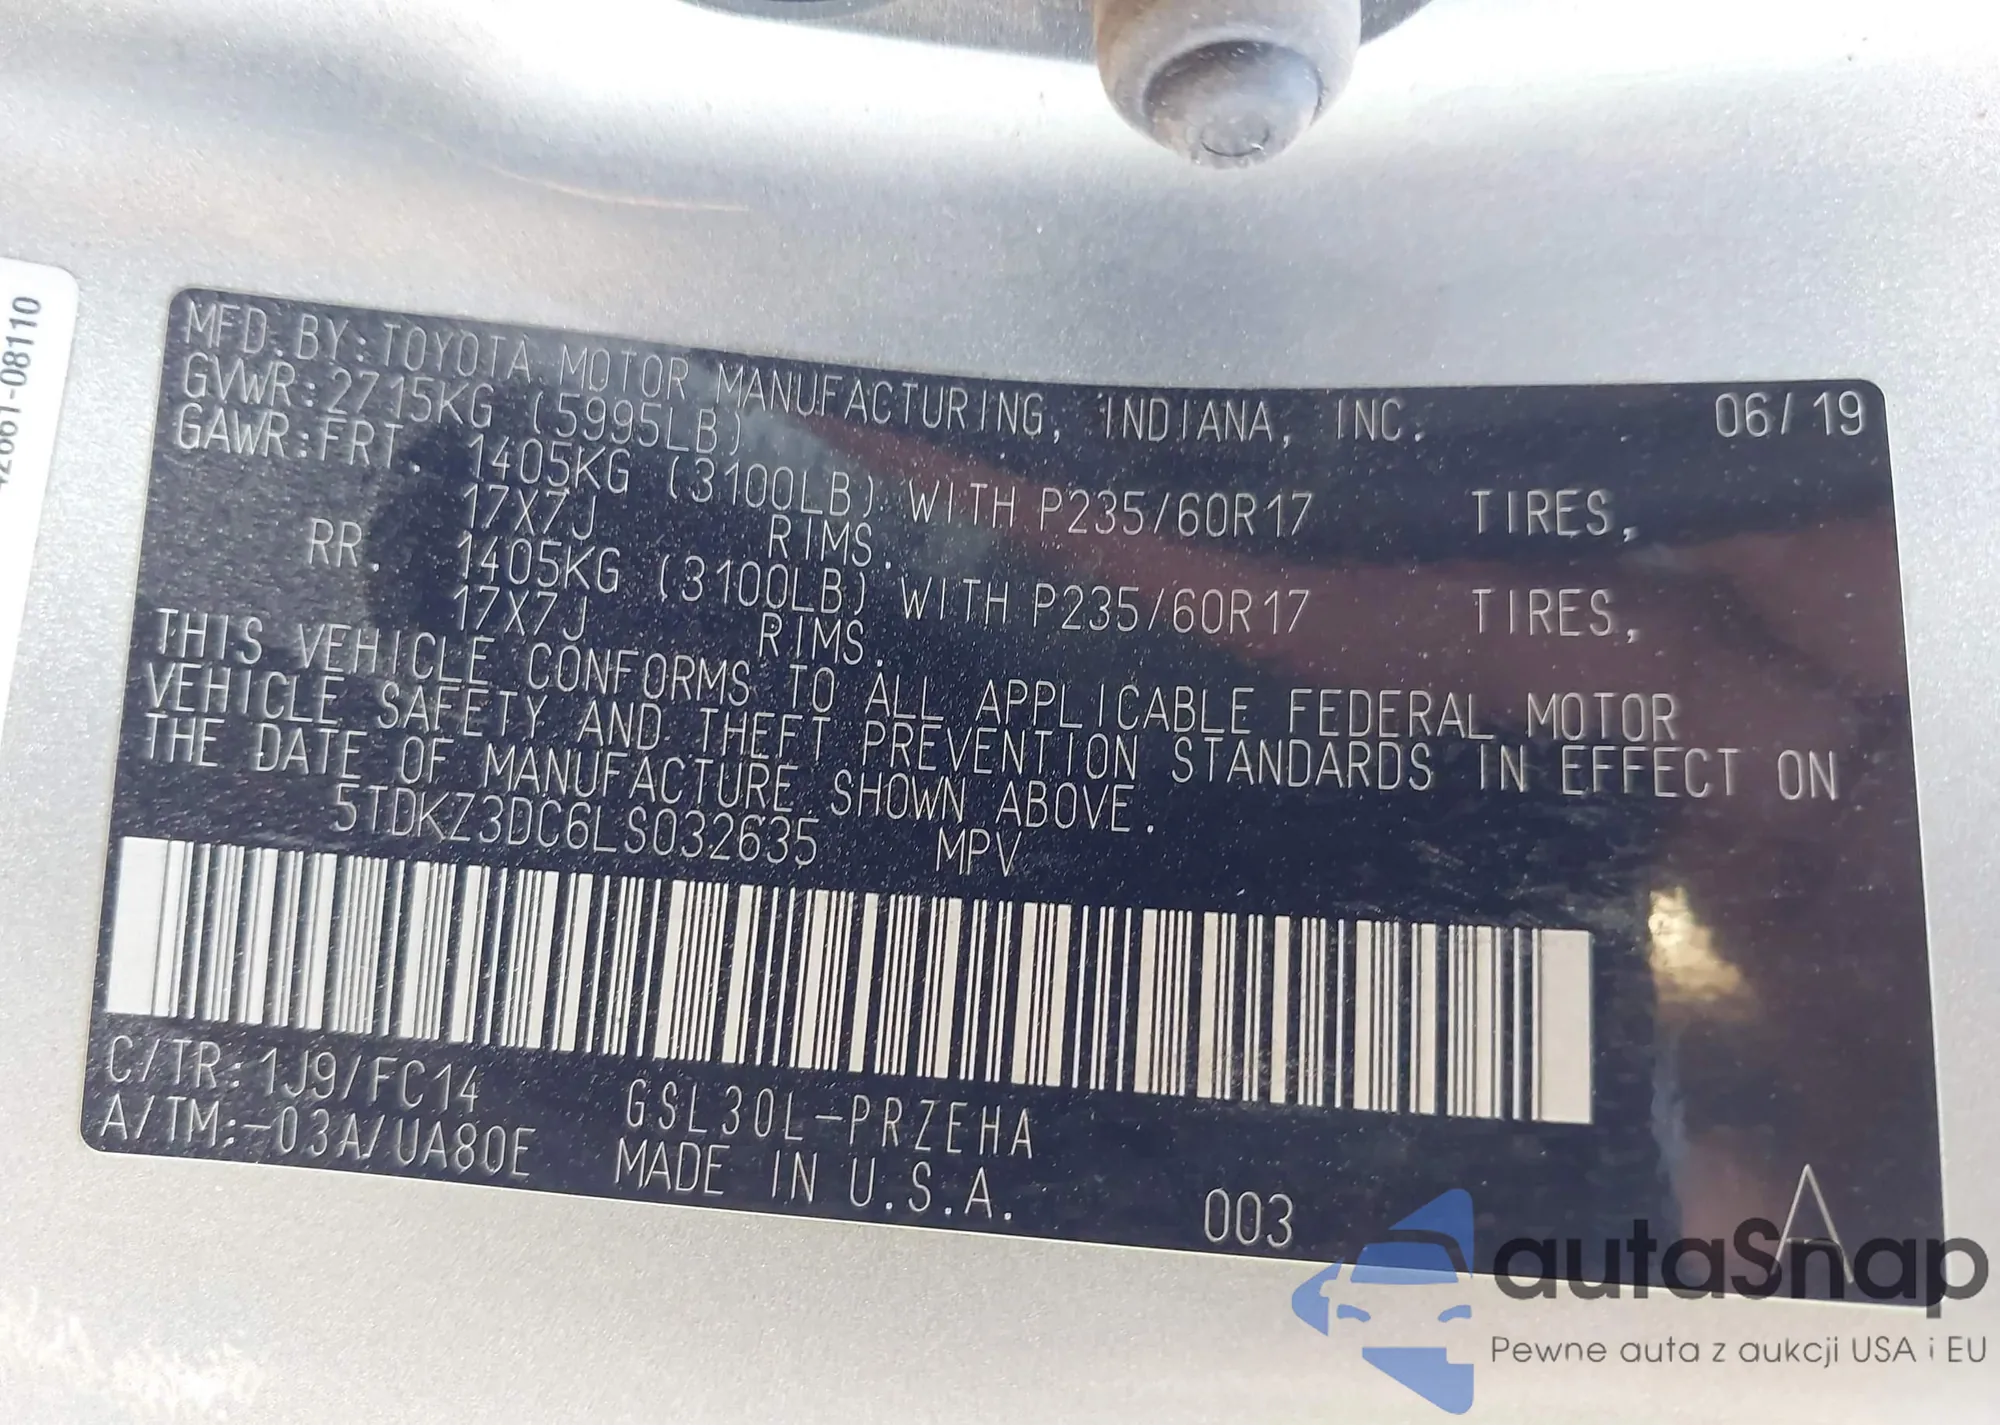 42661-08110
MFD.BY:TOYOTA MOTOR MANUFACTURING, INDIANA, INC. 06/19
GVWR:2715KG (5995LB)
GAWR:FRT. 1405KG (3100LB) WITH P235/60R17 TIRES,
17X7J RIMS.
RR. 1405KG (3100LB) WITH P235/60R17 TIRES,
17X7J RIMS.
THIS VEHICLE CONFORMS TO ALL APPLICABLE FEDERAL MOTOR
VEHICLE SAFETY AND THEFT PREVENTION STANDARDS IN EFFECT ON
THE DATE OF MANUFACTURE SHOWN ABOVE.
5TDKZ3DC6LS032635 MPV
C/TR:1J9/FC14 GSL30L-PRZEHA
A/TM:-03A/UA80E MADE IN U.S.A. 003 A
autaSnap
Pewne auta z aukcji USA i EU